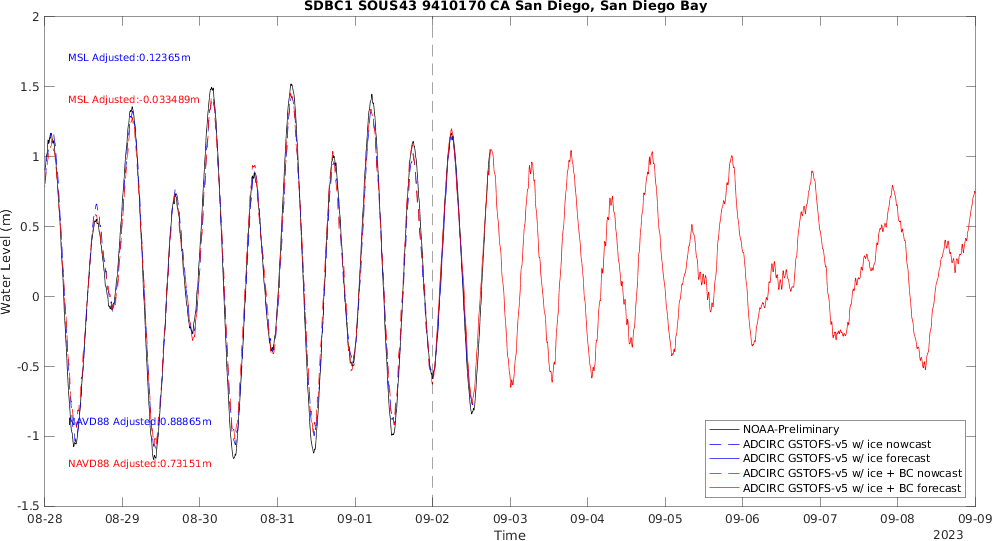 SDBC1 SOUS43 9410170 CA San Diego, San Diego Bay
2
MSL Adjusted:0.12365m
1.5
MSL Adjusted:-0.033489m
1
0.5
Water Level (m)
0
-0.5
NAVD88 Adjusted:0.88865m
-1
NAVD88 Adjusted:0.73151m
-1.5
NOAA-Preliminary
ADCIRC GSTOFS-v5 w/ ice nowcast
ADCIRC GSTOFS-v5 w/ ice forecast
ADCIRC GSTOFS-v5 w/ ice + BC nowcast
ADCIRC GSTOFS-v5 w/ ice + BC forecast
08-28 08-29 08-30 08-31 09-01 09-02 09-03 09-04 09-05 09-06 09-07 09-08 09-09
Time
2023